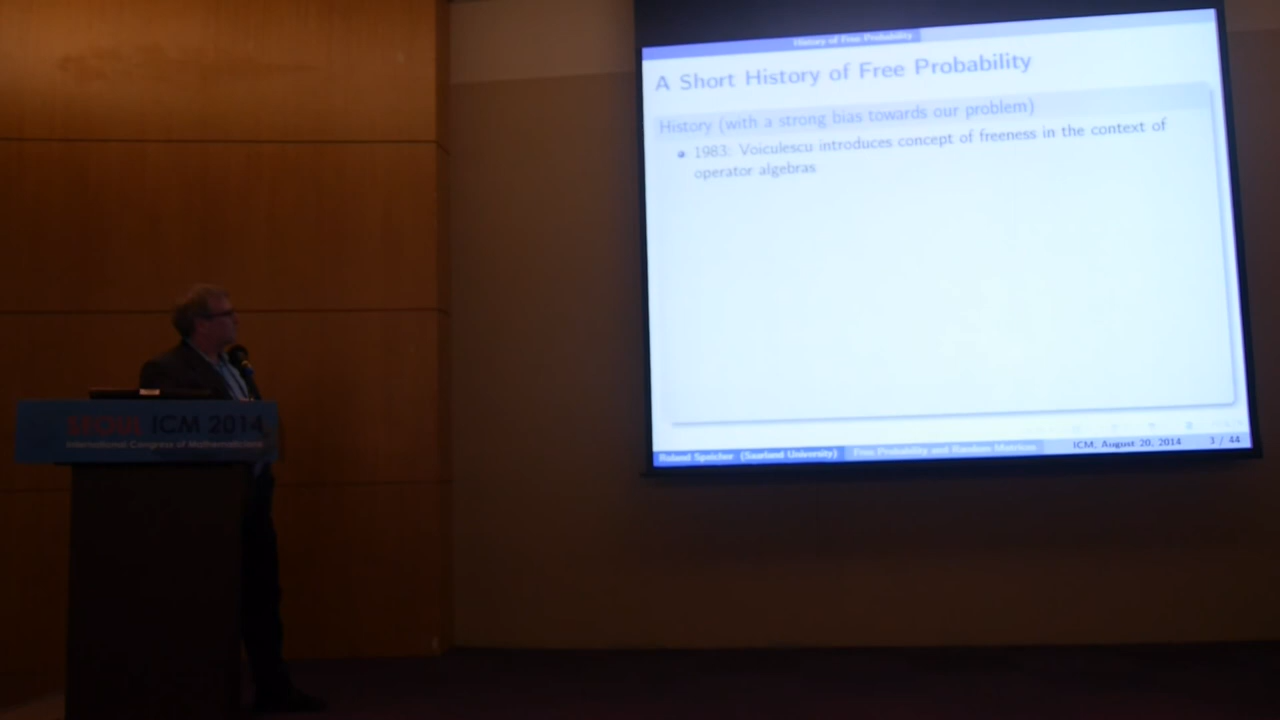 History of Free Probability
A Short History of Free Probability
History (with a strong bias towards our problem)
1983: Voiculescu introduces concept of freeness in the context of
operator algebras
Roland Speicher (Saarland University) Free Probability and Random Matrices ICM, August 20, 2014 3 / 44
SEOUL ICM 2014
International Congress of Mathematicians